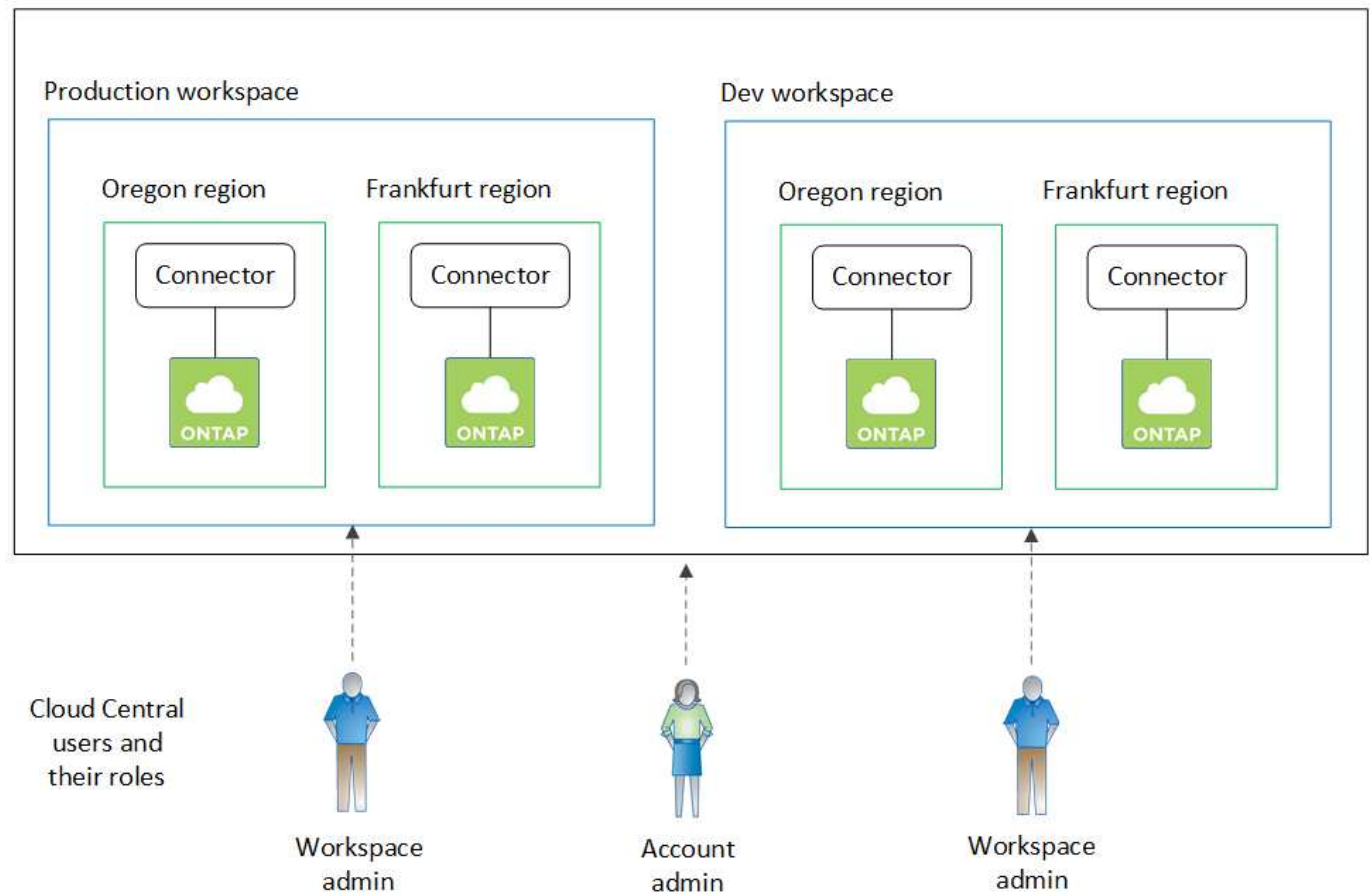 Production workspace
Dev workspace
Oregon region
Frankfurt region
Oregon region
Frankfurt region
Connector
Connector
Connector
Connector
ONTAP
ONTAP
ONTAP
ONTAP
Cloud Central
users and
their roles
Workspace
admin
Account
admin
Workspace
admin